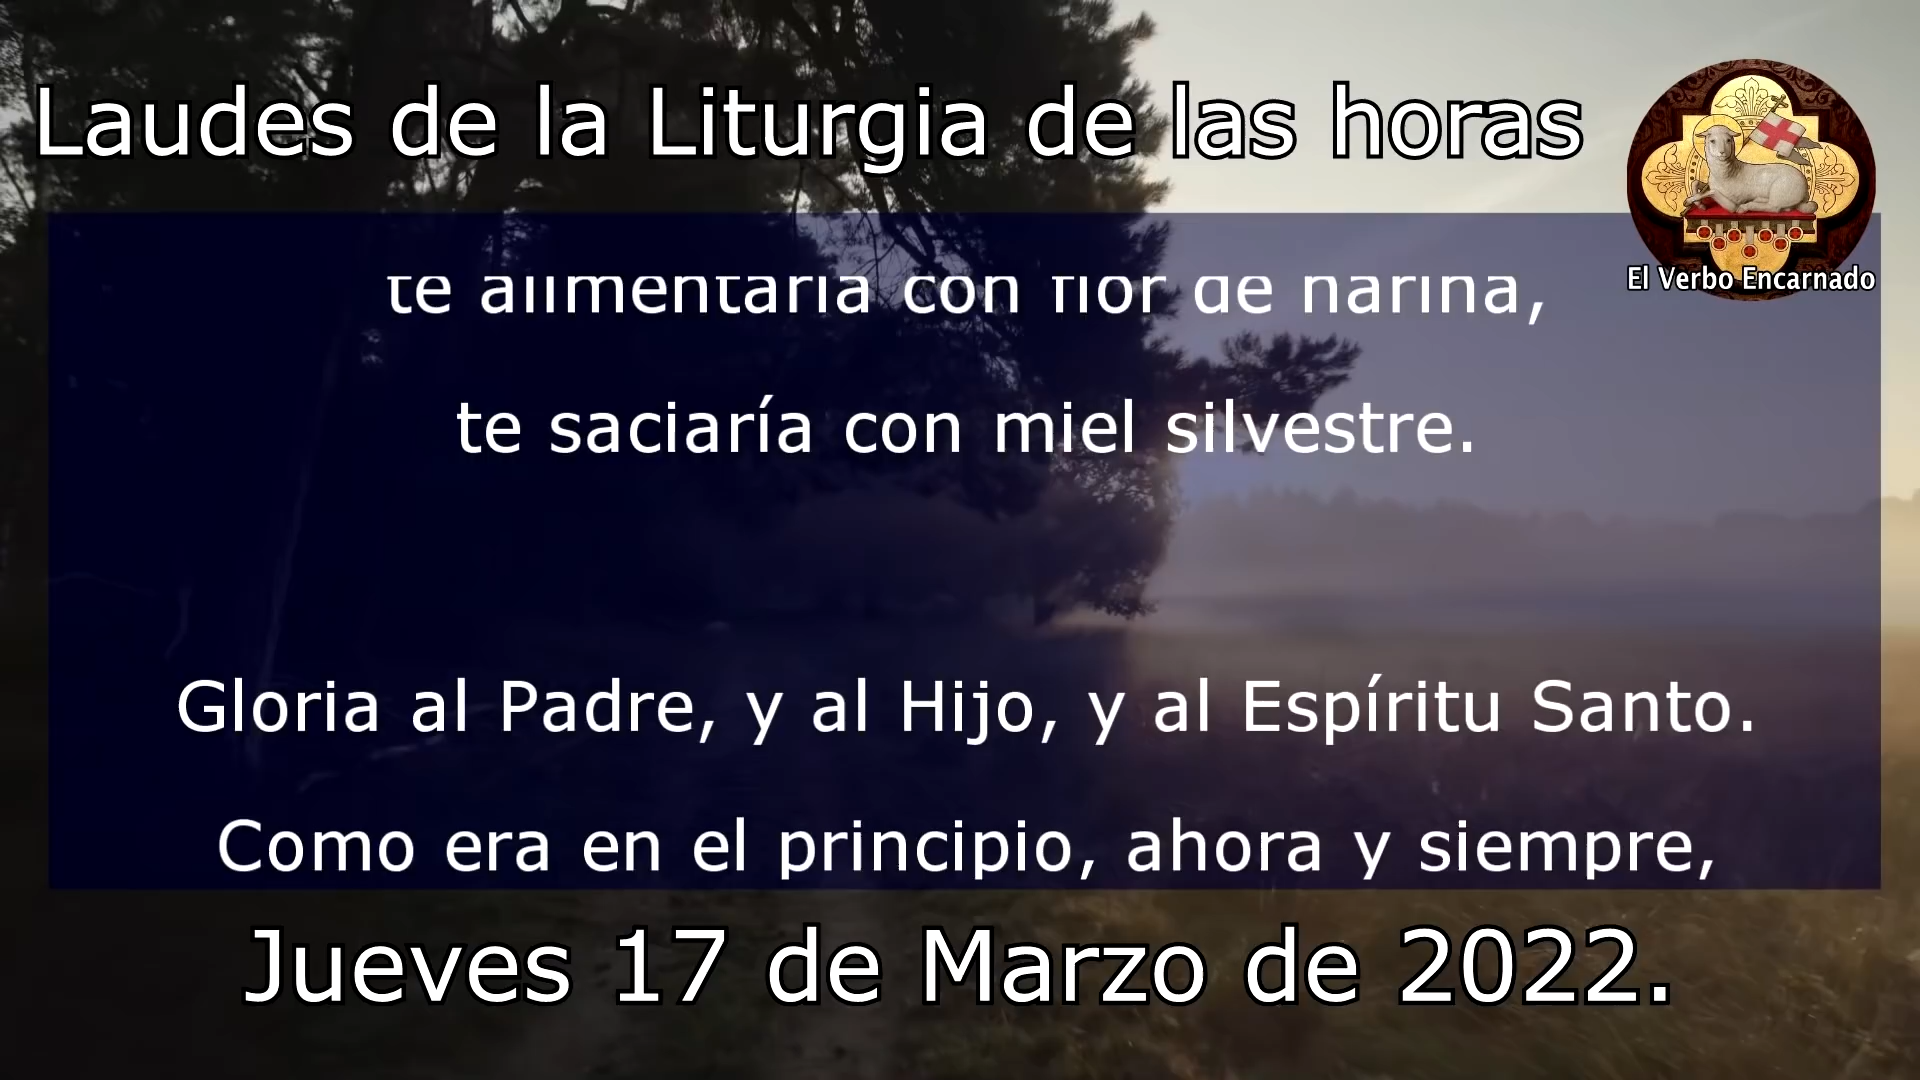 Laudes de la Liturgia de las horas
El Verbo Encarnado
te alimentaría con flor de harina,
te saciaría con miel silvestre.
Gloria al Padre, y al Hijo, y al Espíritu Santo.
Como era en el principio, ahora y siempre,
Jueves 17 de Marzo de 2022.